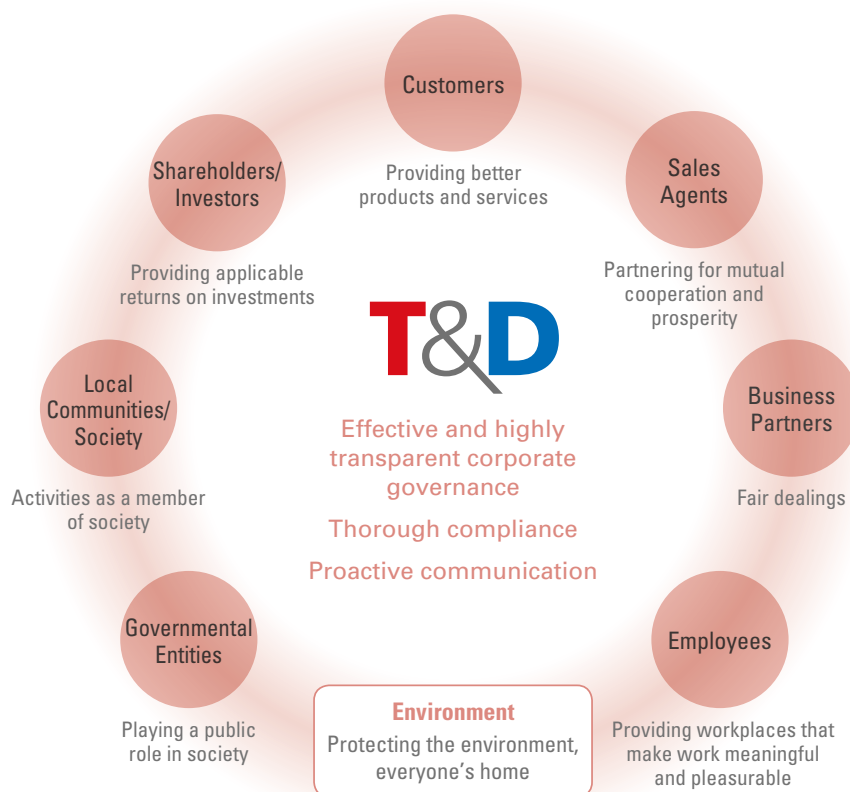 Customers
Providing better
products and services
Shareholders/
Investors
Providing applicable
returns on investments
Sales
Agents
Partnering for mutual
cooperation and
prosperity
T&D
Effective and highly
transparent corporate
governance
Thorough compliance
Proactive communication
Local
Communities/
Society
Activities as a member
of society
Business
Partners
Fair dealings
Governmental
Entities
Playing a public
role in society
Employees
Providing workplaces that
make work meaningful
and pleasurable
Environment
Protecting the environment,
everyone’s home